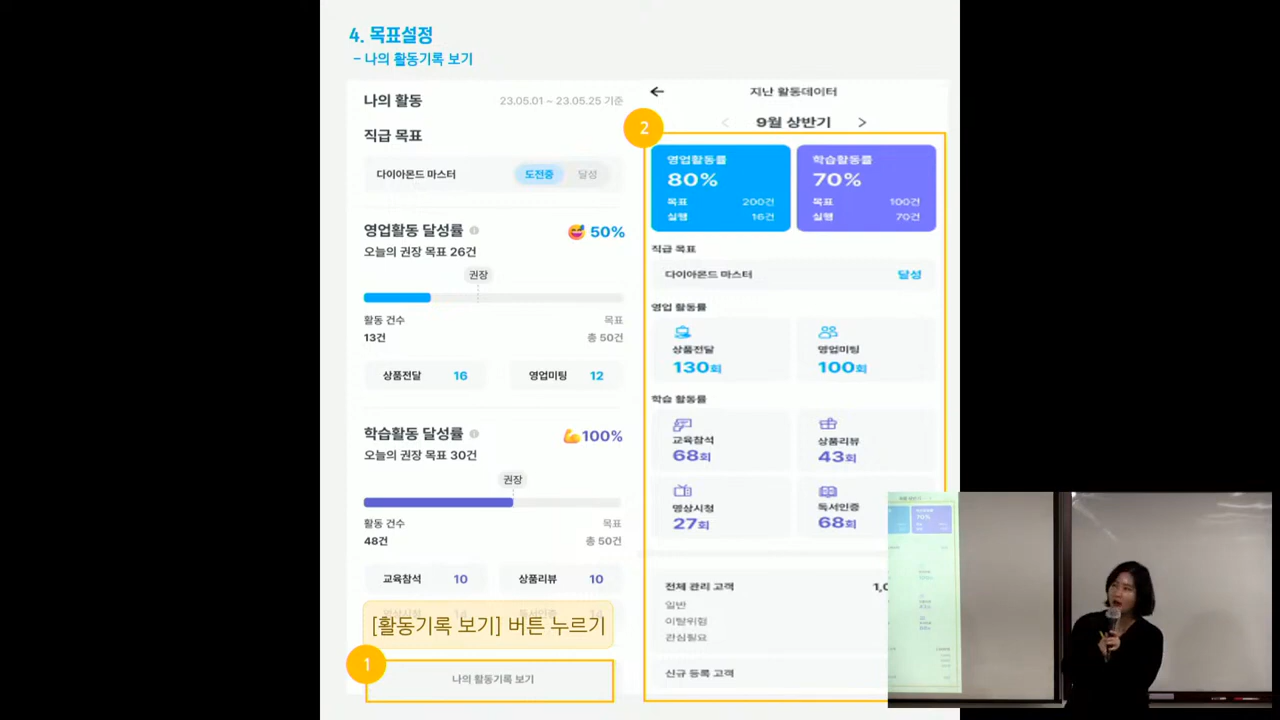 4. 목표설정
- 나의 활동기록 보기
나의 활동
23.05.01 ~ 23.05.25 기준
직급 목표
다이아몬드 마스터
도전중
달성
영업활동 달성률
50%
오늘의 권장 목표 26건
권장
활동 건수
목표
13건
총 50건
상품전달
16
영업미팅
12
학습활동 달성률
100%
오늘의 권장 목표 30건
권장
활동 건수
목표
48건
총 50건
교육참석
10
상품리뷰
10
영상시청
14
독서인증
14
[활동기록 보기] 버튼 누르기
1
나의 활동기록 보기
지난 활동데이터
9월 상반기
2
영업활동률
80%
목표
200건
실행
16건
학습활동률
70%
목표
100건
실행
70건
직급 목표
다이아몬드 마스터
달성
영업 활동률
상품전달
130회
영업미팅
100회
학습 활동률
교육참석
68회
상품리뷰
43회
영상시청
27회
독서인증
68회
전체 관리 고객
1,0
일반
이탈위험
관심필요
신규 등록 고객
70%